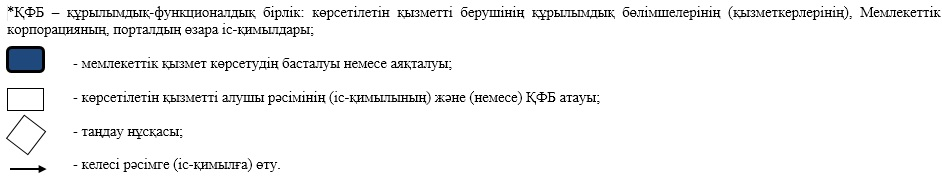 *ҚФБ – құрылымдық-функционалдық бірлік: көрсетілетін қызметті берушінің құрылымдық бөлімшелерінің (қызметкерлерінің), Мемлекеттік
корпорацияның, порталдың өзара іс-қимылдары;
- мемлекеттік қызмет көрсетудің басталуы немесе аяқталуы;
- көрсетілетін қызметті алушы рәсімінің (іс-қимылының) және (немесе) ҚФБ атауы;
- таңдау нұсқасы;
- келесі рәсімге (іс-қимылға) өту.